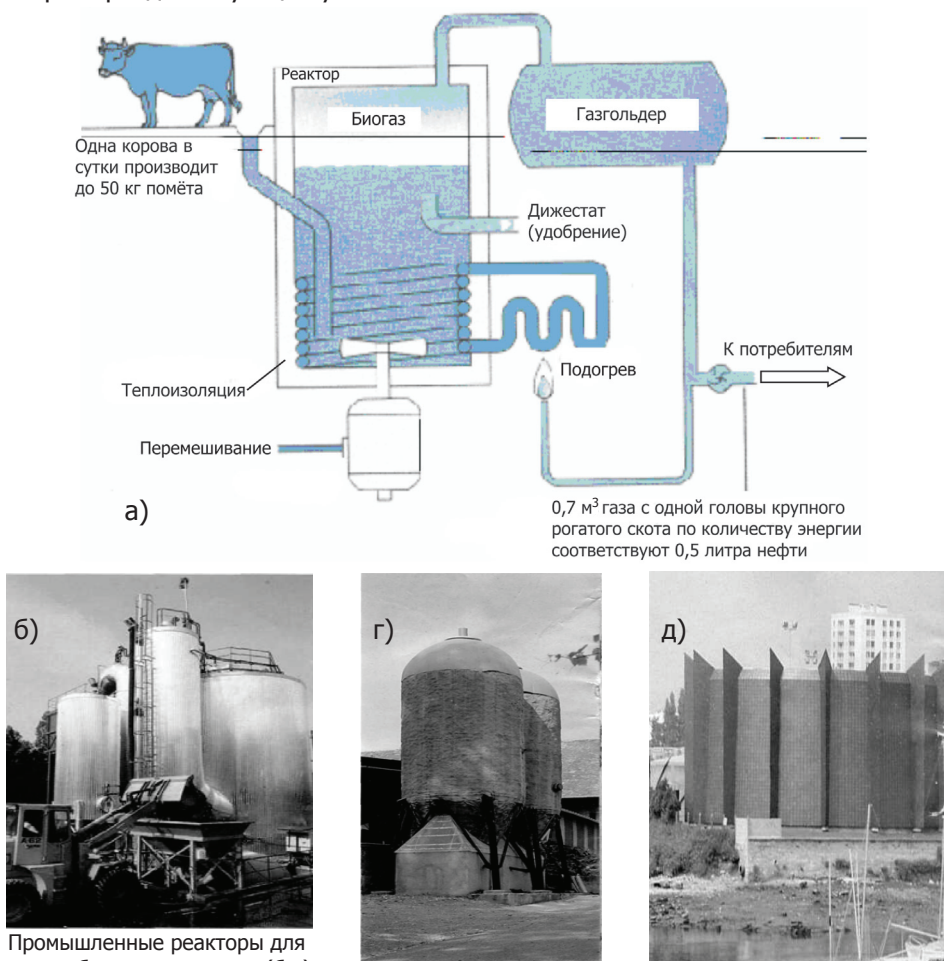 Реактор
Биогаз
Газгольдер
Одна корова в
сутки производит
до 50 кг помёта
Дижестат
(удобрение)
К потребителям
Подогрев
Теплоизоляция
Перемешивание
а)
0,7 м³ газа с одной головы крупного
рогатого скота по количеству энергии
соответствуют 0,5 литра нефти
б)
г)
д)
Промышленные реакторы для